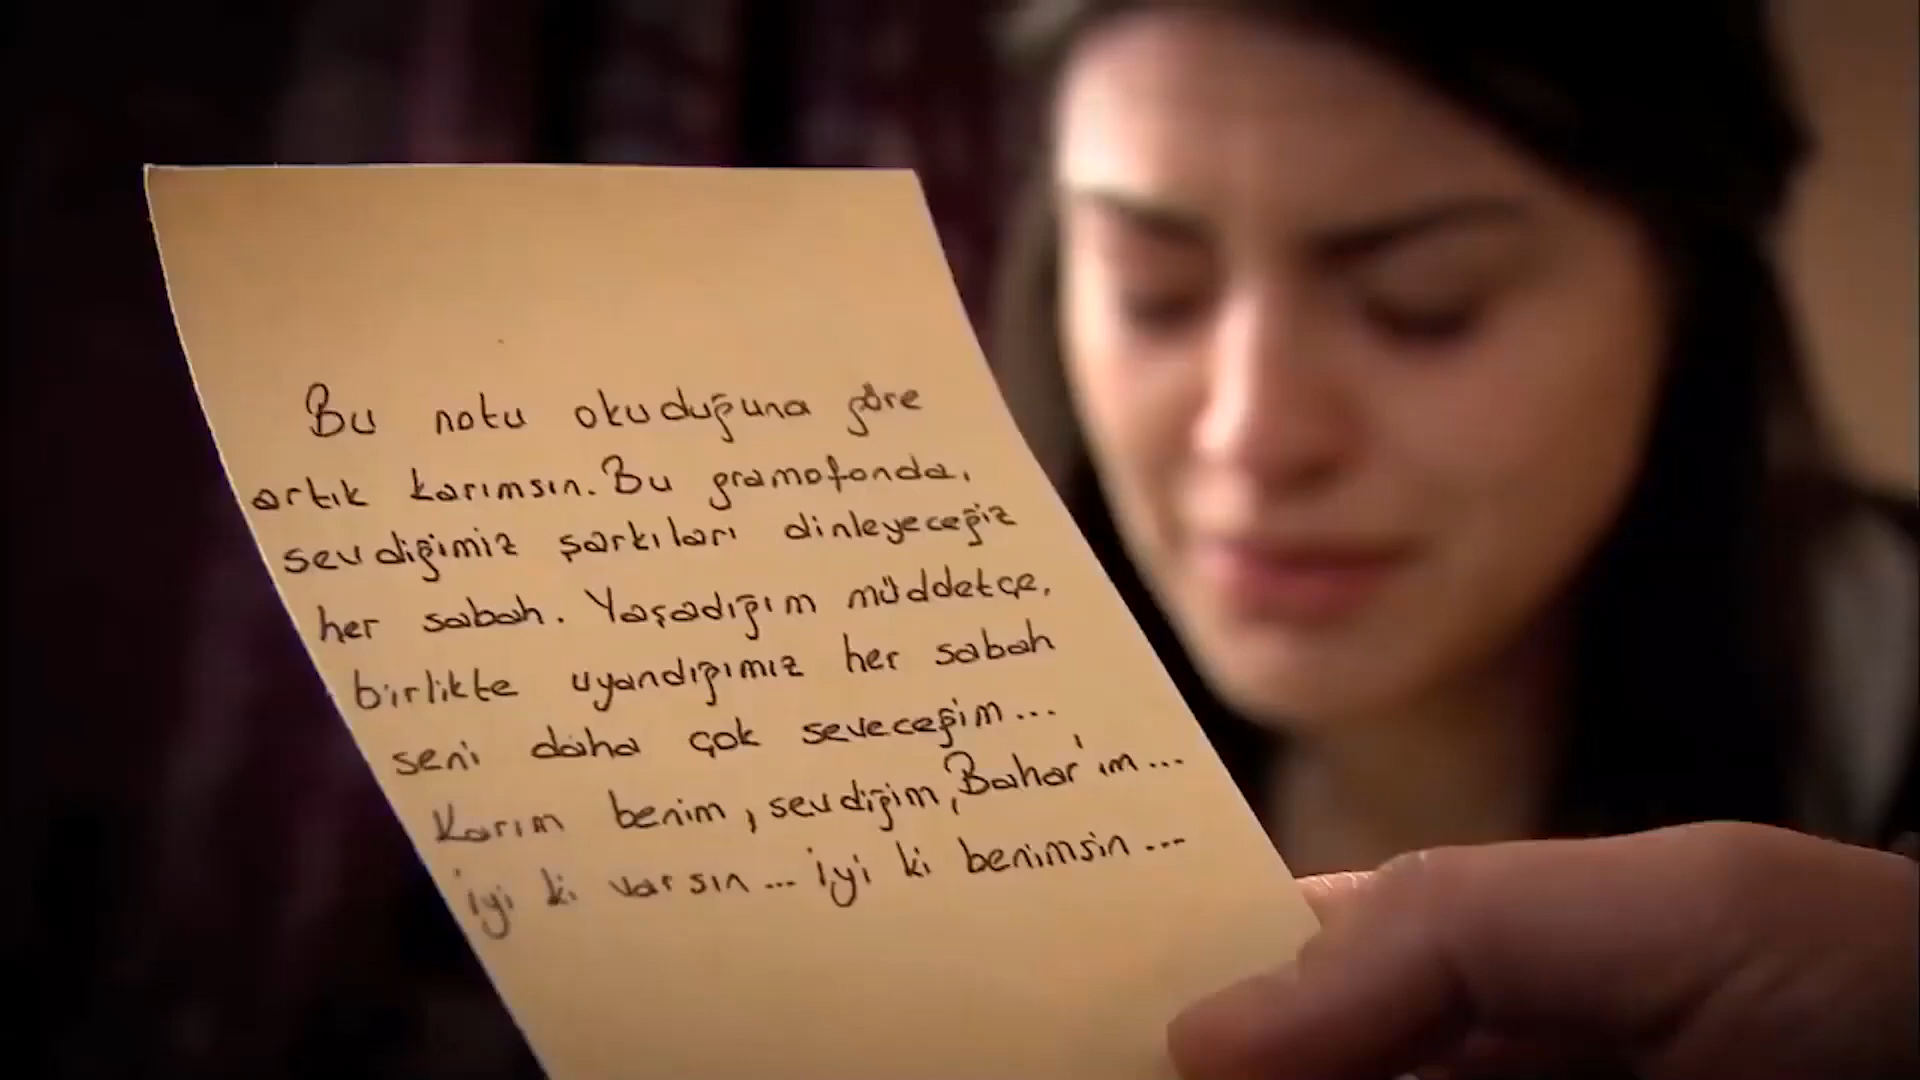 Bu notu okuduğuna göre
artık karımsın. Bu gramofonda,
sevdiğimiz şarkıları dinleyeceğiz
her sabah. Yaşadığım müddetçe,
birlikte uyandığımız her sabah
seni daha çok seveceğim...
Karım benim, sevdiğim, Bahar'ım...
İyi ki varsın... iyi ki benimsin...